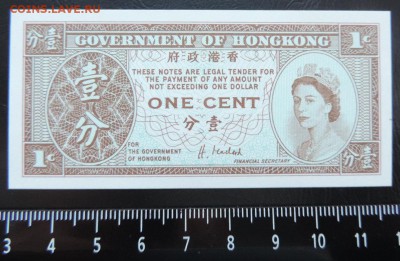 COINS.LAVE.RU
分
GOVERNMENT OF HONGKONG
1¢
府政港香
THESE NOTES ARE LEGAL TENDER FOR
THE PAYMENT OF ANY AMOUNT
NOT EXCEEDING ONE DOLLAR
壹
分
ONE CENT
分壹
FOR
THE GOVERNMENT
OF HONGKONG
FINANCIAL SECRETARY
1¢
分
3 4 5 6 7 8 9 10 11